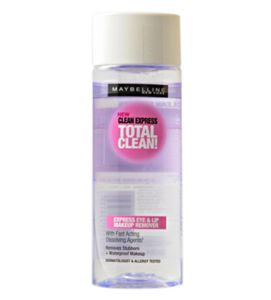 MAYBELLINE
NEW YORK
NEW
CLEAN EXPRESS
TOTAL
CLEAN!
EXPRESS EYE & LIP
MAKEUP REMOVER
With Fast Acting
Dissolving Agents!
Removes Stubborn
+ Waterproof Makeup
DERMATOLOGIST & ALLERGY TESTED